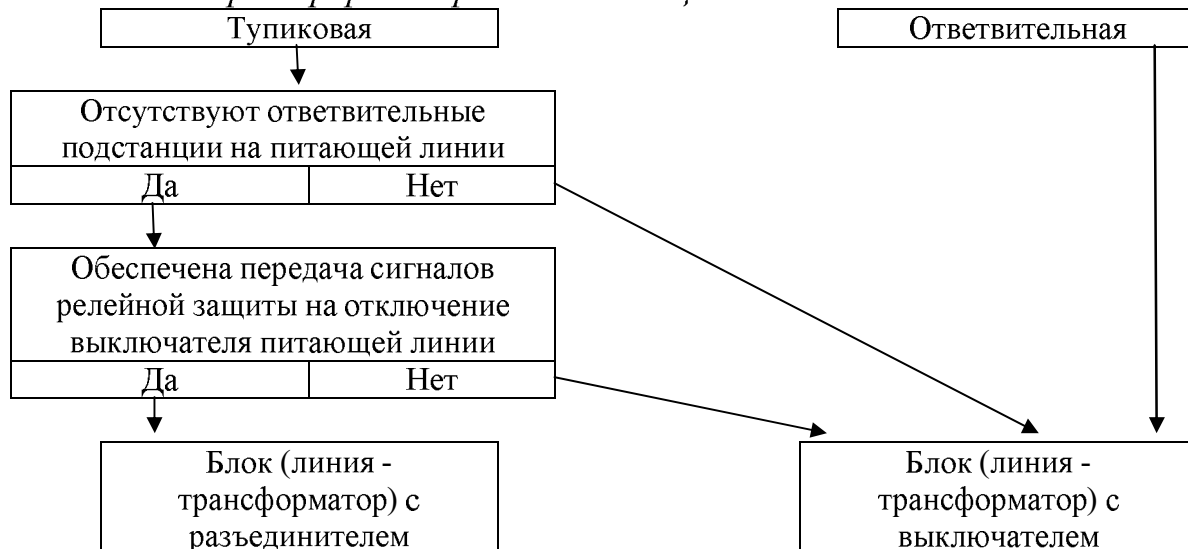 Тупиковая
Ответвительная
Отсутствуют ответвительные
подстанции на питающей линии
Да
Нет
Обеспечена передача сигналов
релейной защиты на отключение
выключателя питающей линии
Да
Нет
Блок (линия -
трансформатор) с
разъединителем
Блок (линия -
трансформатор) с
выключателем